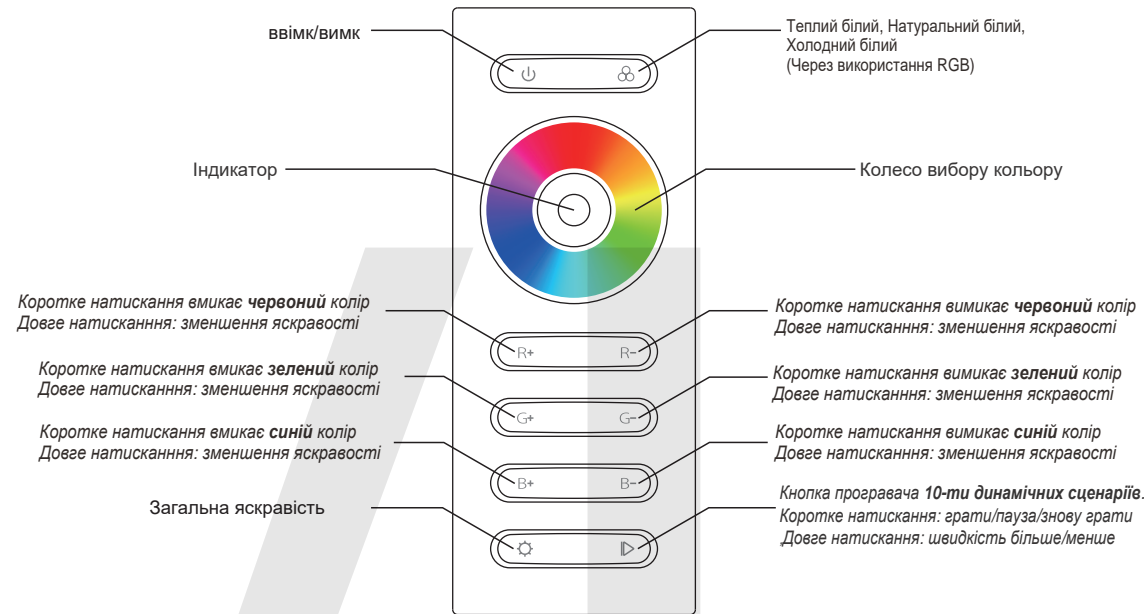 ввімк/вимк
Теплий білий, Натуральний білий,
Холодний білий
(Через використання RGB)
Індикатор
Колесо вибору кольору
Коротке натискання вмикає червоний колір
Довге натисканння: зменшення яскравості
Коротке натискання вимикає червоний колір
Довге натисканння: зменшення яскравості
R+
R-
Коротке натискання вмикає зелений колір
Довге натисканння: зменшення яскравості
Коротке натискання вимикає зелений колір
Довге натисканння: зменшення яскравості
G+
G-
Коротке натискання вмикає синій колір
Довге натисканння: зменшення яскравості
Коротке натискання вимикає синій колір
Довге натисканння: зменшення яскравості
B+
B-
Загальна яскравість
Кнопка програвача 10-ти динамічних сценаріїв.
Коротке натискання: грати/пауза/знову грати
.Довге натискання: швидкість більше/менше